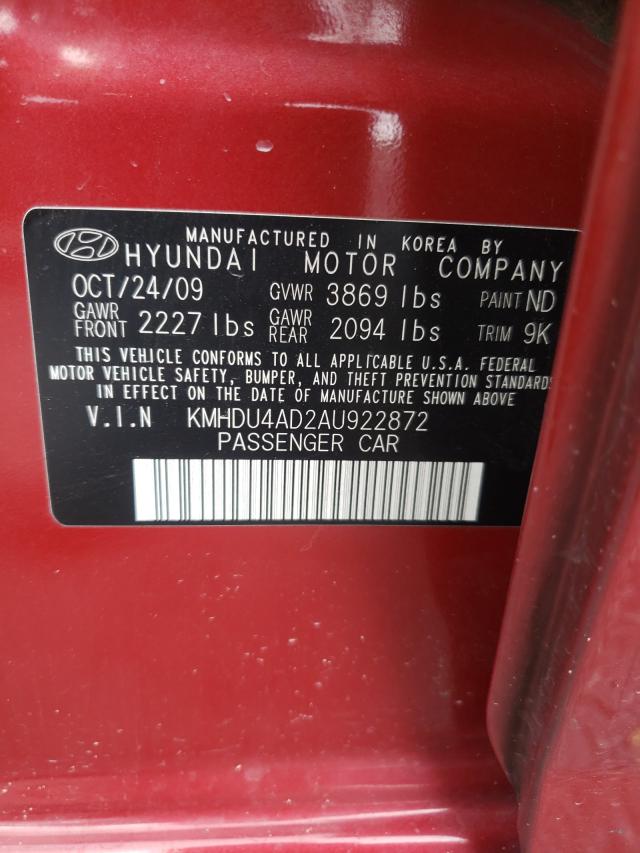 MANUFACTURED IN KOREA BY
HYUNDAI MOTOR COMPANY
OCT/24/09 GVWR 3869 lbs PAINT ND
GAWR FRONT 2227 lbs GAWR REAR 2094 lbs TRIM 9K
THIS VEHICLE CONFORMS TO ALL APPLICABLE U.S.A. FEDERAL
MOTOR VEHICLE SAFETY, BUMPER, AND THEFT PREVENTION STANDARDS
IN EFFECT ON THE DATE OF MANUFACTURE SHOWN ABOVE
V.I.N KMHDU4AD2AU922872
PASSENGER CAR